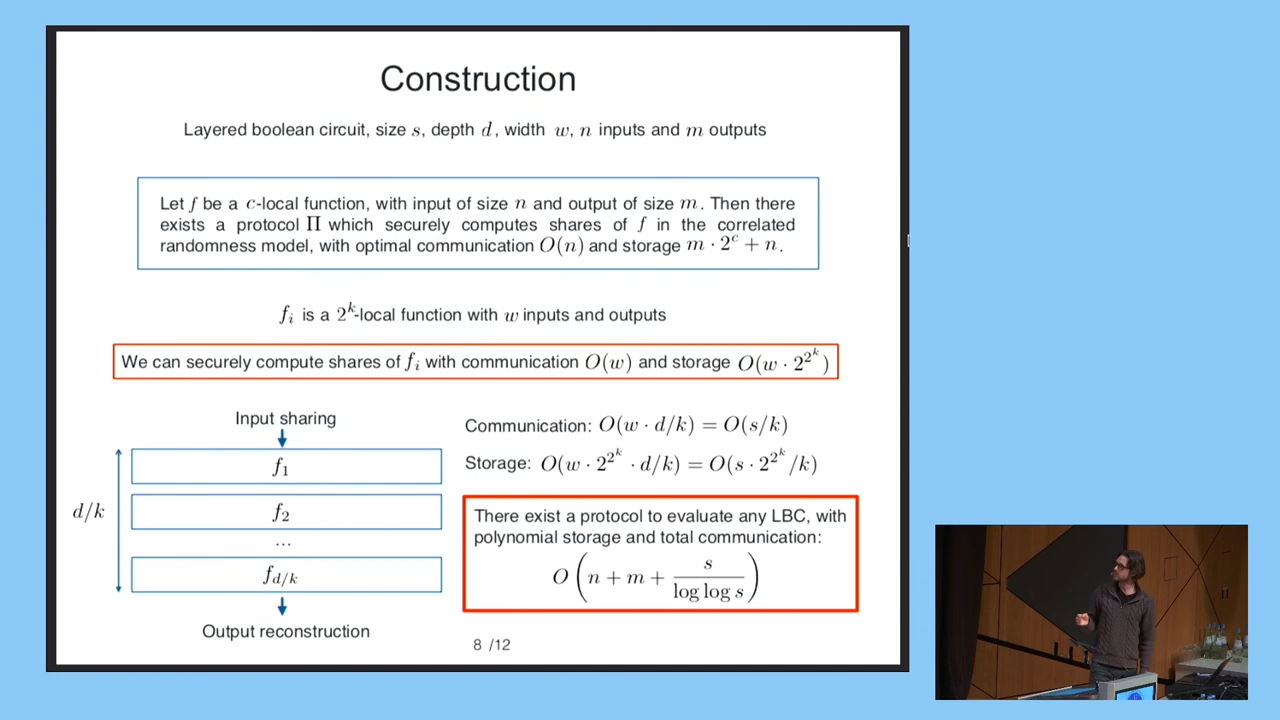 Construction
Layered boolean circuit, size s, depth d, width w, n inputs and m outputs
Let f be a c-local function, with input of size n and output of size m. Then there
exists a protocol Π which securely computes shares of f in the correlated
randomness model, with optimal communication O(n) and storage m · 2^c + n.
f_i is a 2^k-local function with w inputs and outputs
We can securely compute shares of f_i with communication O(w) and storage O(w · 2^{2^k})
Input sharing
f_1
d/k
f_2
...
f_{d/k}
Output reconstruction
Communication: O(w · d/k) = O(s/k)
Storage: O(w · 2^{2^k} · d/k) = O(s · 2^{2^k}/k)
There exist a protocol to evaluate any LBC, with
polynomial storage and total communication:
O(n + m + s/(log log s))
8 /12